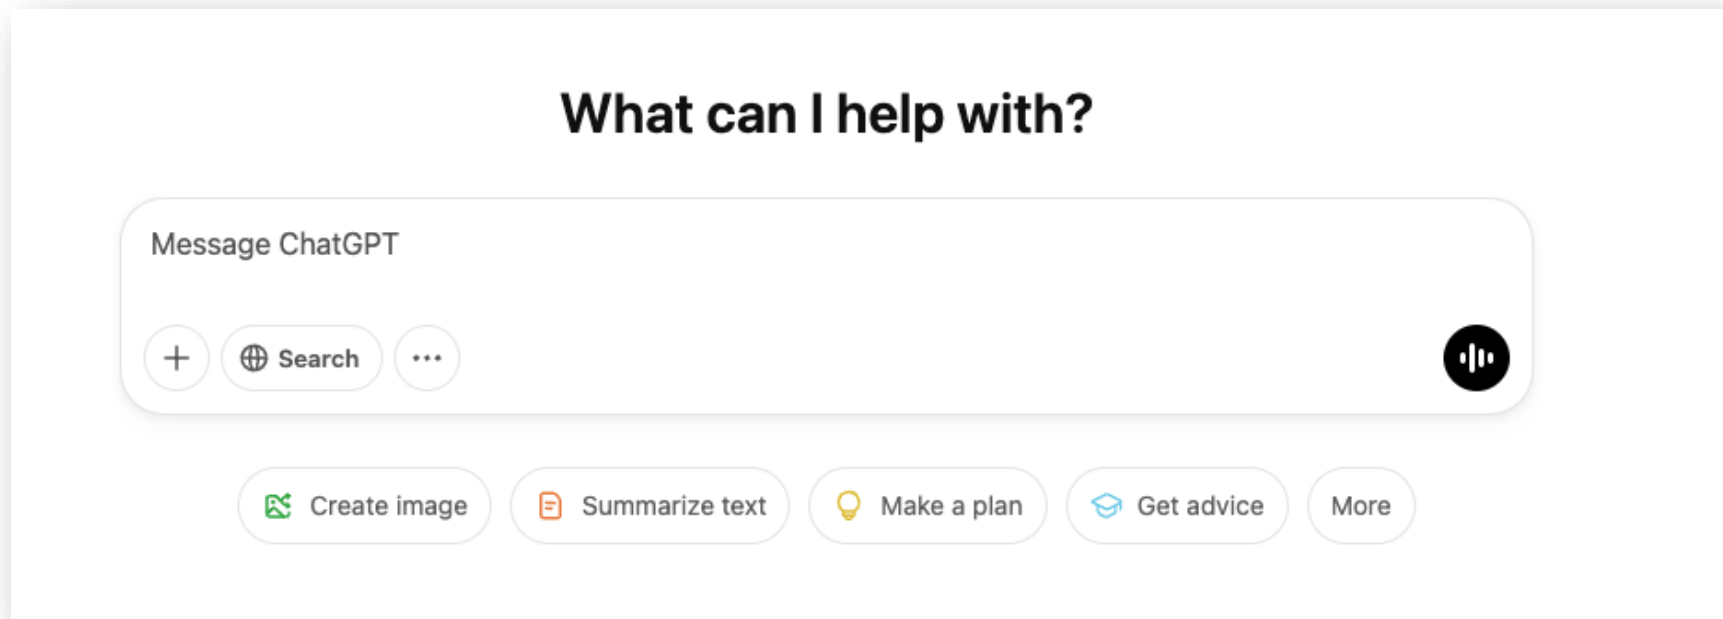 What can I help with?
Message ChatGPT
Search
Create image Summarize text Make a plan Get advice More